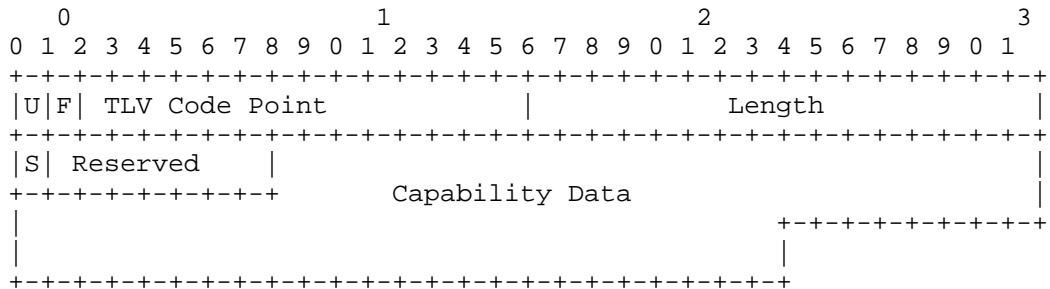 0                   1                   2                   3
0 1 2 3 4 5 6 7 8 9 0 1 2 3 4 5 6 7 8 9 0 1 2 3 4 5 6 7 8 9 0 1
+-+-+-+-+-+-+-+-+-+-+-+-+-+-+-+-+-+-+-+-+-+-+-+-+-+-+-+-+-+-+-+-+
|U|F| TLV Code Point            |            Length             |
+-+-+-+-+-+-+-+-+-+-+-+-+-+-+-+-+-+-+-+-+-+-+-+-+-+-+-+-+-+-+-+-+
|S| Reserved    |                                               |
+-+-+-+-+-+-+-+-+       Capability Data                         |
|                                               +-+-+-+-+-+-+-+-+
|                                               |
+-+-+-+-+-+-+-+-+-+-+-+-+-+-+-+-+-+-+-+-+-+-+-+-+